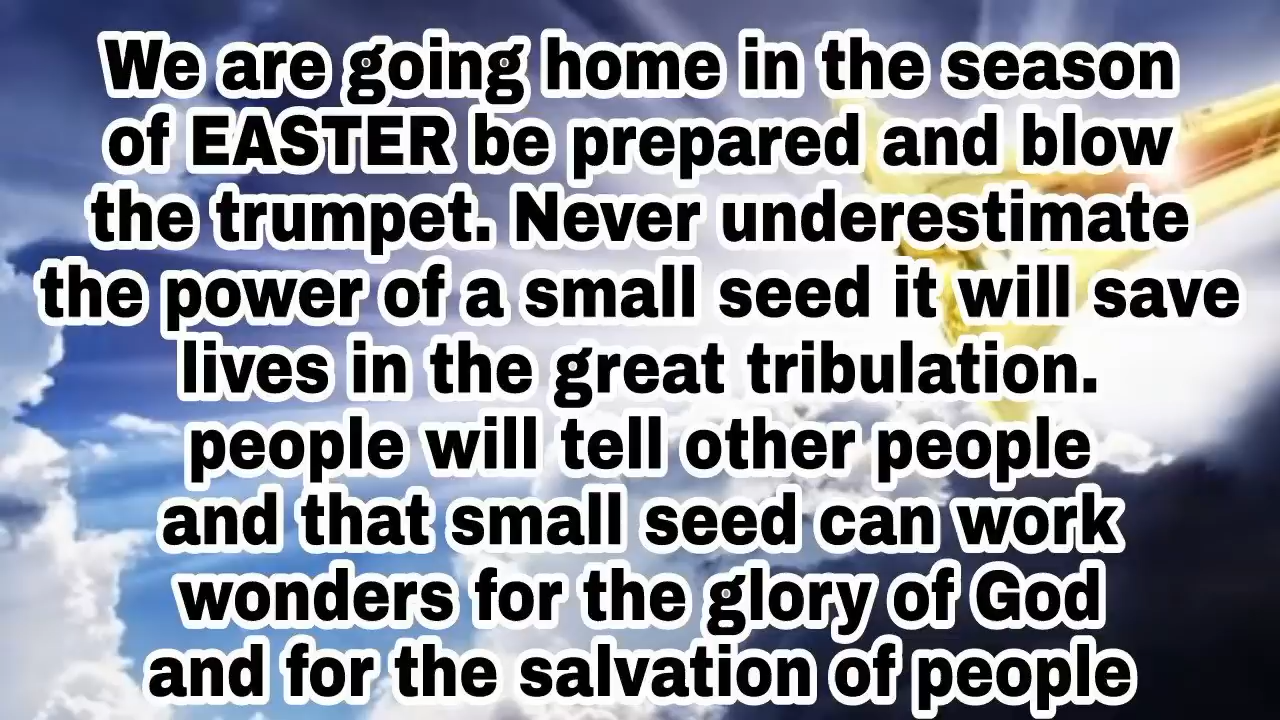 We are going home in the season
of EASTER be prepared and blow
the trumpet. Never underestimate
the power of a small seed it will save
lives in the great tribulation.
people will tell other people
and that small seed can work
wonders for the glory of God
and for the salvation of people